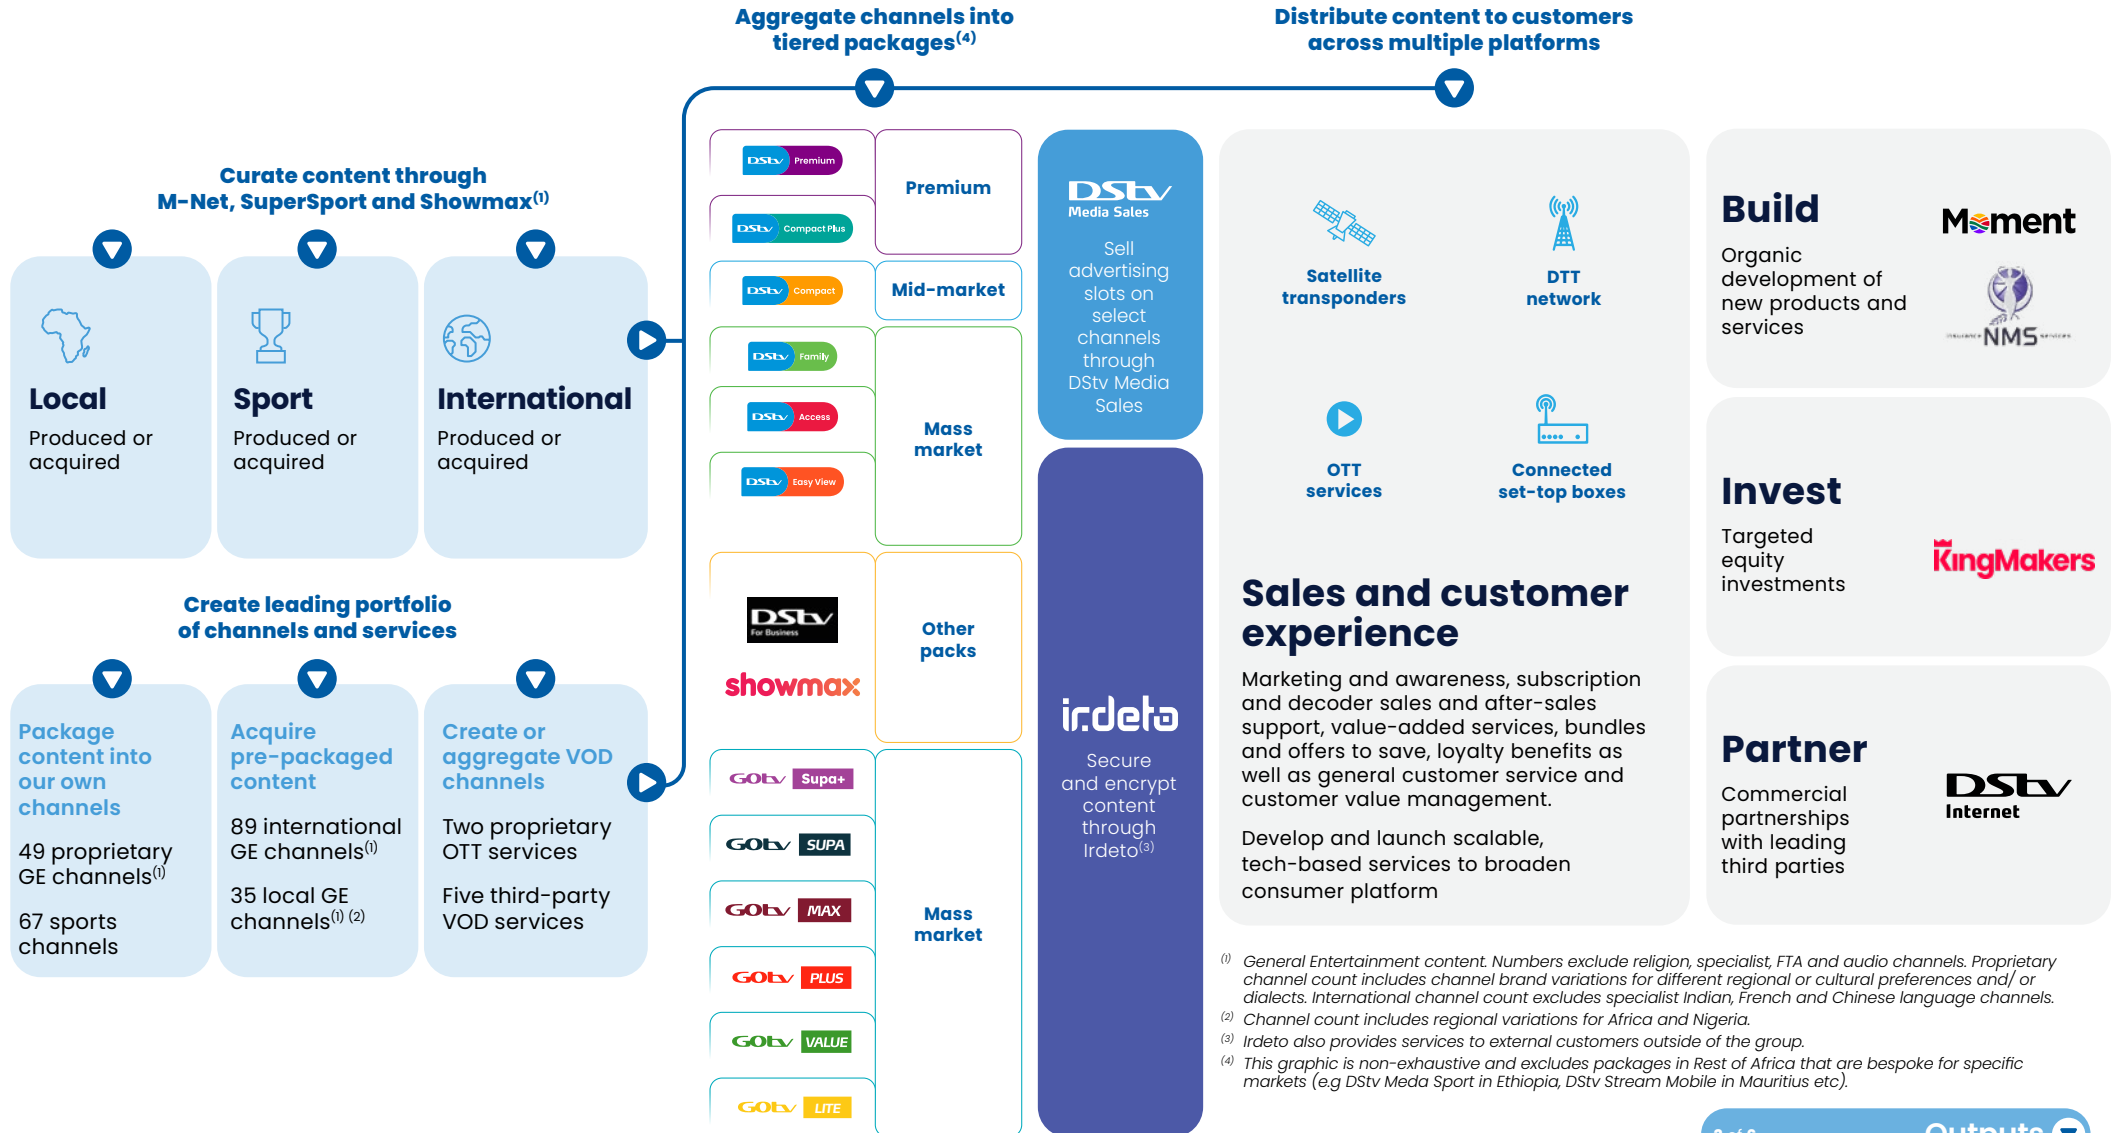 Aggregate channels into
tiered packages(4)
Distribute content to customers
across multiple platforms
Curate content through
M-Net, SuperSport and Showmax(1)
Local
Produced or
acquired
Sport
Produced or
acquired
International
Produced or
acquired
Create leading portfolio
of channels and services
Package
content into
our own
channels
49 proprietary
GE channels(1)
67 sports
channels
Acquire
pre-packaged
content
89 international
GE channels(1)
35 local GE
channels(1) (2)
Create or
aggregate VOD
channels
Two proprietary
OTT services
Five third-party
VOD services
DStv Premium
DStv Compact Plus
Premium
DStv Compact
Mid-market
DStv Family
DStv Access
DStv Easy View
Mass
market
DStv
For Business
showmax
Other
packs
GOtv Supa+
GOtv SUPA
GOtv MAX
GOtv PLUS
GOtv VALUE
GOtv LITE
Mass
market
DStv
Media Sales
Sell
advertising
slots on
select
channels
through
DStv Media
Sales
irdeto
Secure
and encrypt
content
through
Irdeto(3)
Satellite
transponders
DTT
network
OTT
services
Connected
set-top boxes
Sales and customer
experience
Marketing and awareness, subscription
and decoder sales and after-sales
support, value-added services, bundles
and offers to save, loyalty benefits as
well as general customer service and
customer value management.
Develop and launch scalable,
tech-based services to broaden
consumer platform
Build
Organic
development of
new products and
services
Moment
INSURANCE NMS SERVICES
Invest
Targeted
equity
investments
KingMakers
Partner
Commercial
partnerships
with leading
third parties
DStv
Internet
(1) General Entertainment content. Numbers exclude religion, specialist, FTA and audio channels. Proprietary
channel count includes channel brand variations for different regional or cultural preferences and/ or
dialects. International channel count excludes specialist Indian, French and Chinese language channels.
(2) Channel count includes regional variations for Africa and Nigeria.
(3) Irdeto also provides services to external customers outside of the group.
(4) This graphic is non-exhaustive and excludes packages in Rest of Africa that are bespoke for specific
markets (e.g DStv Meda Sport in Ethiopia, DStv Stream Mobile in Mauritius etc).
Outputs